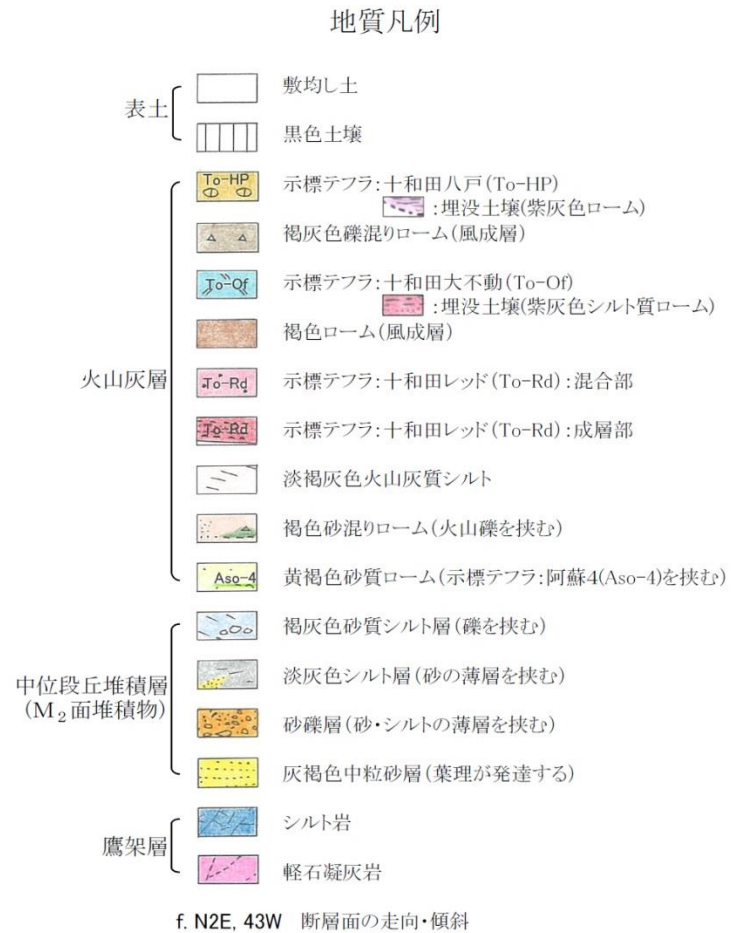 地質凡例
表土
敷均し土
黒色土壌
火山灰層
To-HP
示標テフラ:十和田八戸(To-HP)
:埋没土壌(紫灰色ローム)
褐灰色礫混りローム(風成層)
To-Of
示標テフラ:十和田大不動(To-Of)
:埋没土壌(紫灰色シルト質ローム)
褐色ローム(風成層)
To-Rd
示標テフラ:十和田レッド(To-Rd):混合部
To-Rd
示標テフラ:十和田レッド(To-Rd):成層部
淡褐灰色火山灰質シルト
褐色砂混りローム(火山礫を挟む)
Aso-4
黄褐色砂質ローム(示標テフラ:阿蘇4(Aso-4)を挟む)
中位段丘堆積層
(M₂面堆積物)
褐灰色砂質シルト層(礫を挟む)
淡灰色シルト層(砂の薄層を挟む)
砂礫層(砂・シルトの薄層を挟む)
灰褐色中粒砂層(葉理が発達する)
鷹架層
シルト岩
軽石凝灰岩
f. N2E, 43W 断層面の走向・傾斜